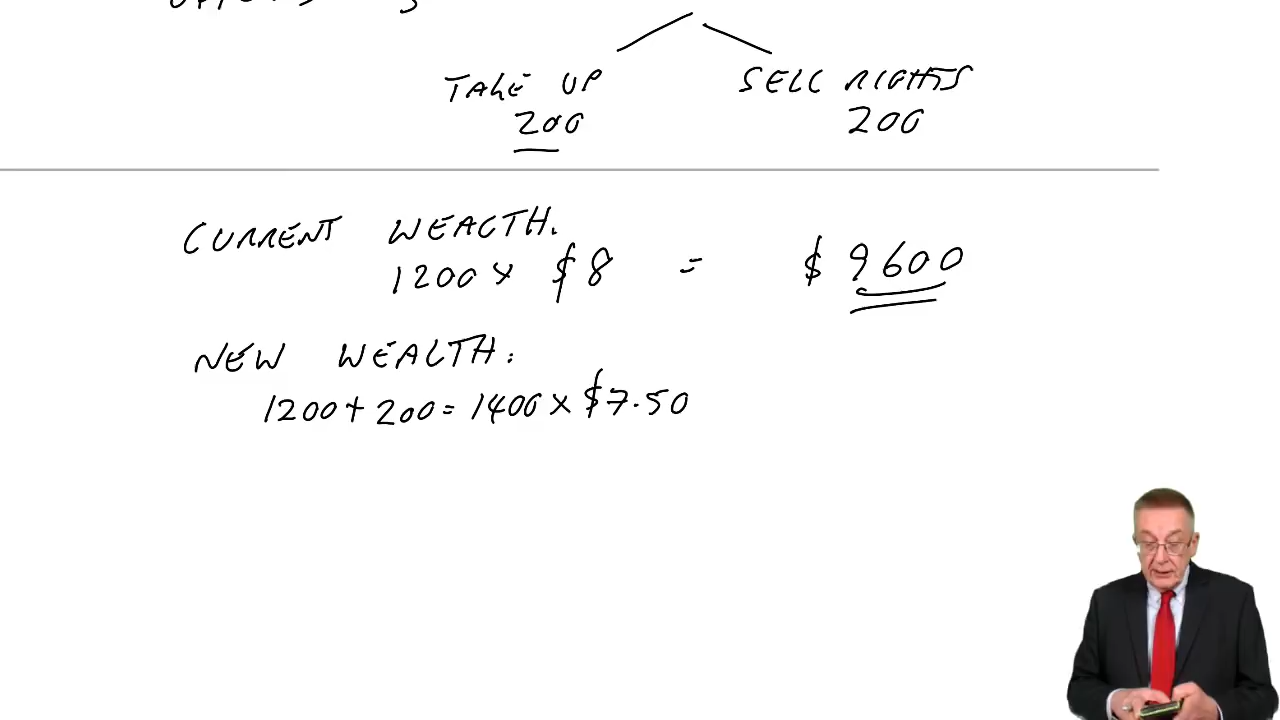 TAKE UP SELL RIGHTS
200 200
CURRENT WEALTH.
1200 x $8 = $ 9600
NEW WEALTH:
1200 + 200 = 1400 x $7.50